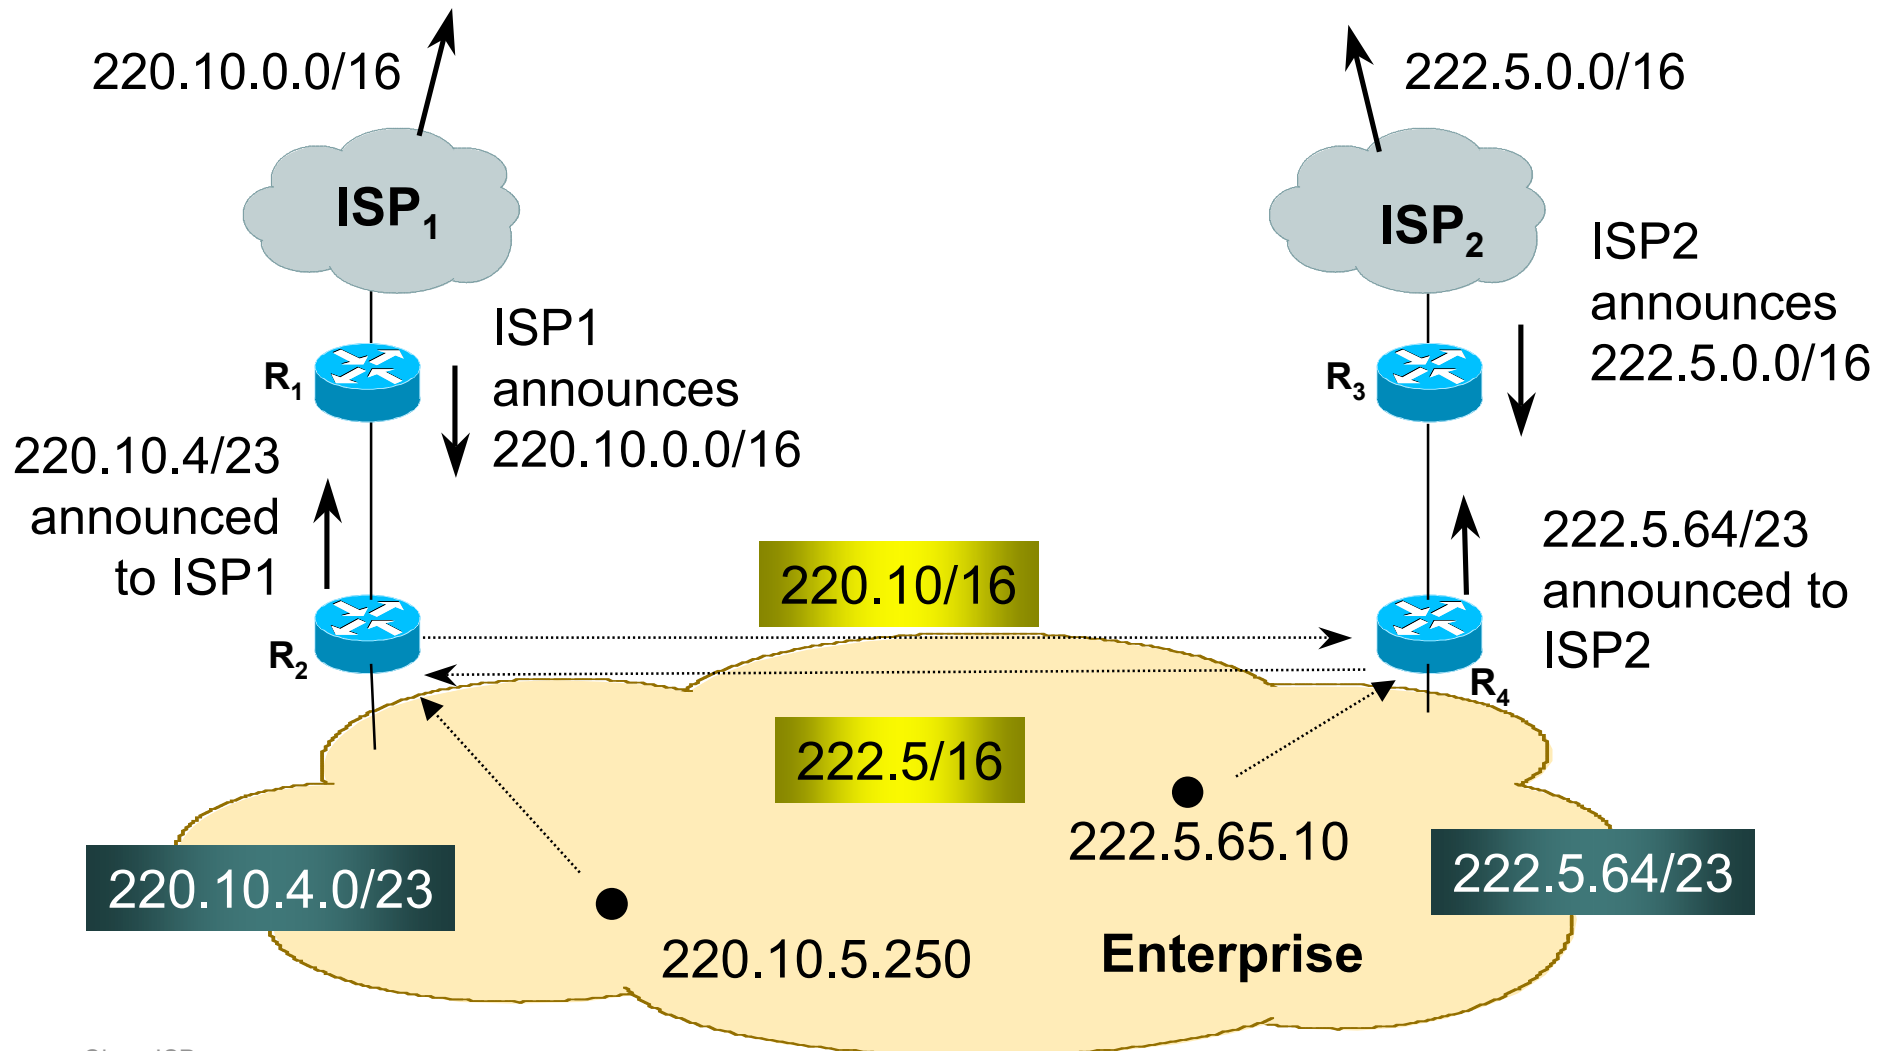 220.10.0.0/16
222.5.0.0/16
ISP1
ISP2
ISP2
announces
222.5.0.0/16
ISP1
announces
220.10.0.0/16
R1
R3
220.10.4/23
announced
to ISP1
222.5.64/23
announced to
ISP2
220.10/16
R2
R4
222.5/16
222.5.65.10
220.10.4.0/23
222.5.64/23
220.10.5.250
Enterprise